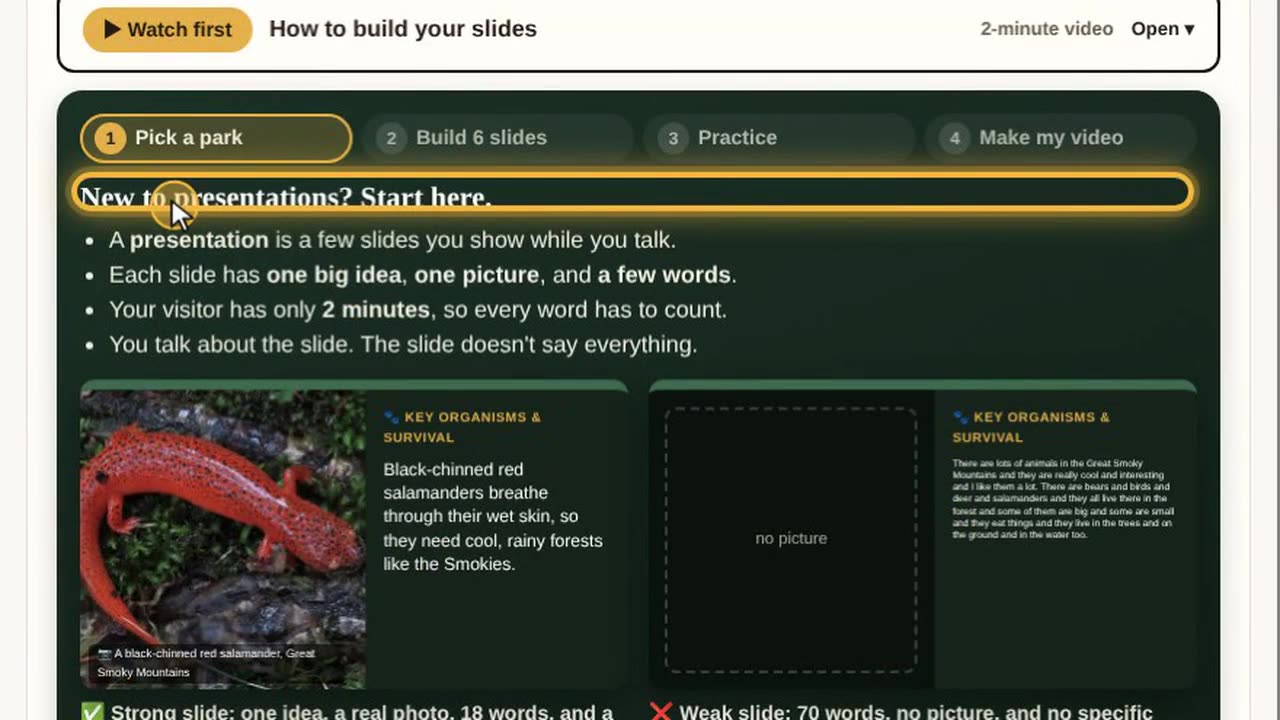 ▶ Watch first How to build your slides 2-minute video Open ▾
1 Pick a park 2 Build 6 slides 3 Practice 4 Make my video
New to presentations? Start here.
• A presentation is a few slides you show while you talk.
• Each slide has one big idea, one picture, and a few words.
• Your visitor has only 2 minutes, so every word has to count.
• You talk about the slide. The slide doesn't say everything.
🐾 KEY ORGANISMS &
SURVIVAL
Black-chinned red
salamanders breathe
through their wet skin, so
they need cool, rainy forests
like the Smokies.
📷 A black-chinned red salamander, Great
Smoky Mountains
no picture
🐾 KEY ORGANISMS &
SURVIVAL
There are lots of animals in the Great Smoky
Mountains and they are really cool and interesting
and I like them a lot. There are bears and birds and
deer and salamanders and they all live there in the
forest and some of them are big and some are small
and they eat things and they live in the trees and on
the ground and in the water too.
✅ Strong slide: one idea, a real photo, 18 words, and a
❌ Weak slide: 70 words, no picture, and no specific